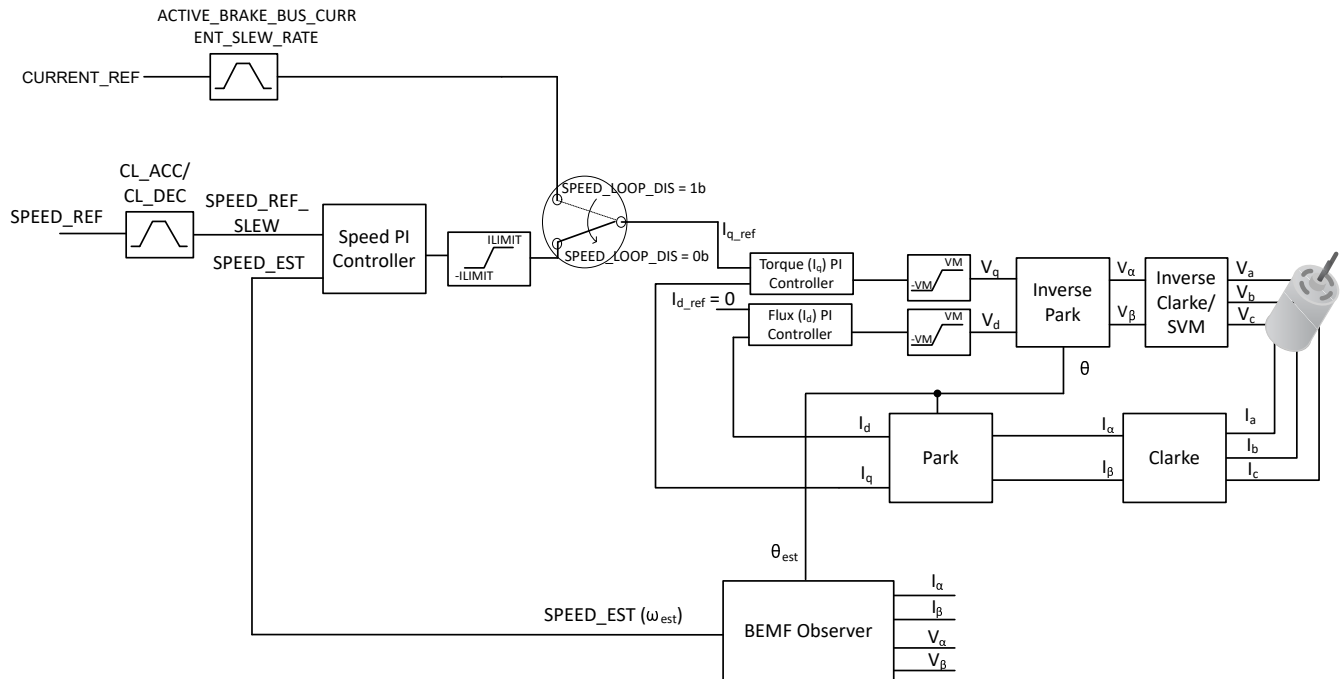 ACTIVE_BRAKE_BUS_CURR
ENT_SLEW_RATE
CURRENT_REF
CL_ACC/
CL_DEC
SPEED_REF
SPEED_REF_
SLEW
SPEED_EST
Speed PI
Controller
ILIMIT
-ILIMIT
SPEED_LOOP_DIS = 1b
SPEED_LOOP_DIS = 0b
Iq_ref
Id_ref = 0
Torque (Iq) PI
Controller
Flux (Id) PI
Controller
VM
-VM
VM
-VM
Vq
Vd
Inverse
Park
Vα
Vβ
Inverse
Clarke/
SVM
Va
Vb
Vc
θ
Id
Iq
Park
Iα
Iβ
Clarke
Ia
Ib
Ic
θest
SPEED_EST (ωest)
BEMF Observer
Iα
Iβ
Vα
Vβ